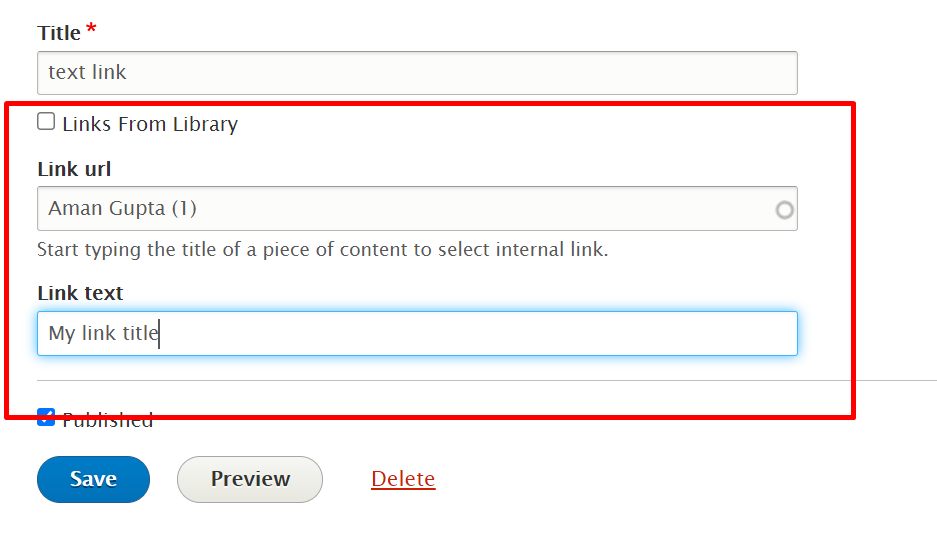 Title *
text link
Links From Library
Link url
Aman Gupta (1)
Start typing the title of a piece of content to select internal link.
Link text
My link title
Published
Save Preview Delete